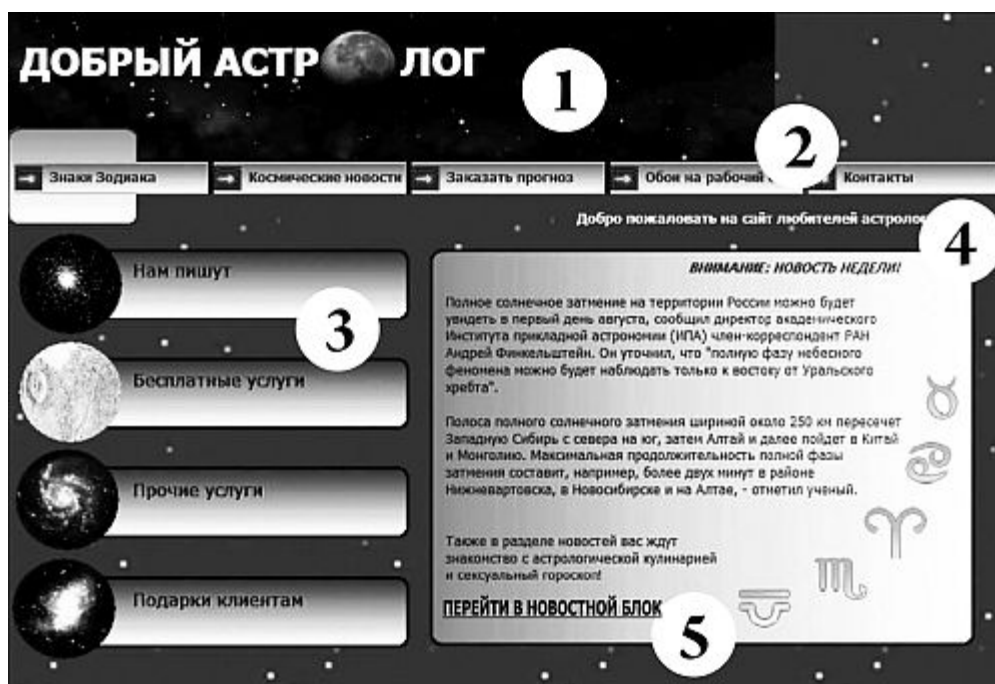 ДОБРЫЙ АСТР ЛОГ
1
2
Знаки Зодиака
Космические новости
Заказать прогноз
Обои на рабочий
Контакты
Добро пожаловать на сайт любителей
4
Нам пишут
3
Бесплатные услуги
Прочие услуги
Подарки клиентам
ВНИМАНИЕ: НОВОСТЬ НЕДЕЛИ!
Полное солнечное затмение на территории России можно будет
увидеть в первый день августа, сообщил директор академического
Института прикладной астрономии (ИПА) член-корреспондент РАН
Андрей Финкельштейн. Он уточнил, что "полную фазу небесного
феномена можно будет наблюдать только к востоку от Уральского
хребта".
Полоса полного солнечного затмения шириной около 250 км пересечет
Западную Сибирь с севера на юг, затем Алтай и далее пойдет в Китай
и Монголию. Максимальная продолжительность полной фазы
затмения составит, например, более двух минут в районе
Нижневартовска, в Новосибирске и на Алтае, - отметил ученый.
Также в разделе новостей вас ждут
знакомство с астрологической кулинарией
и сексуальный гороскоп!
ПЕРЕЙТИ В НОВОСТНОЙ БЛОК
5